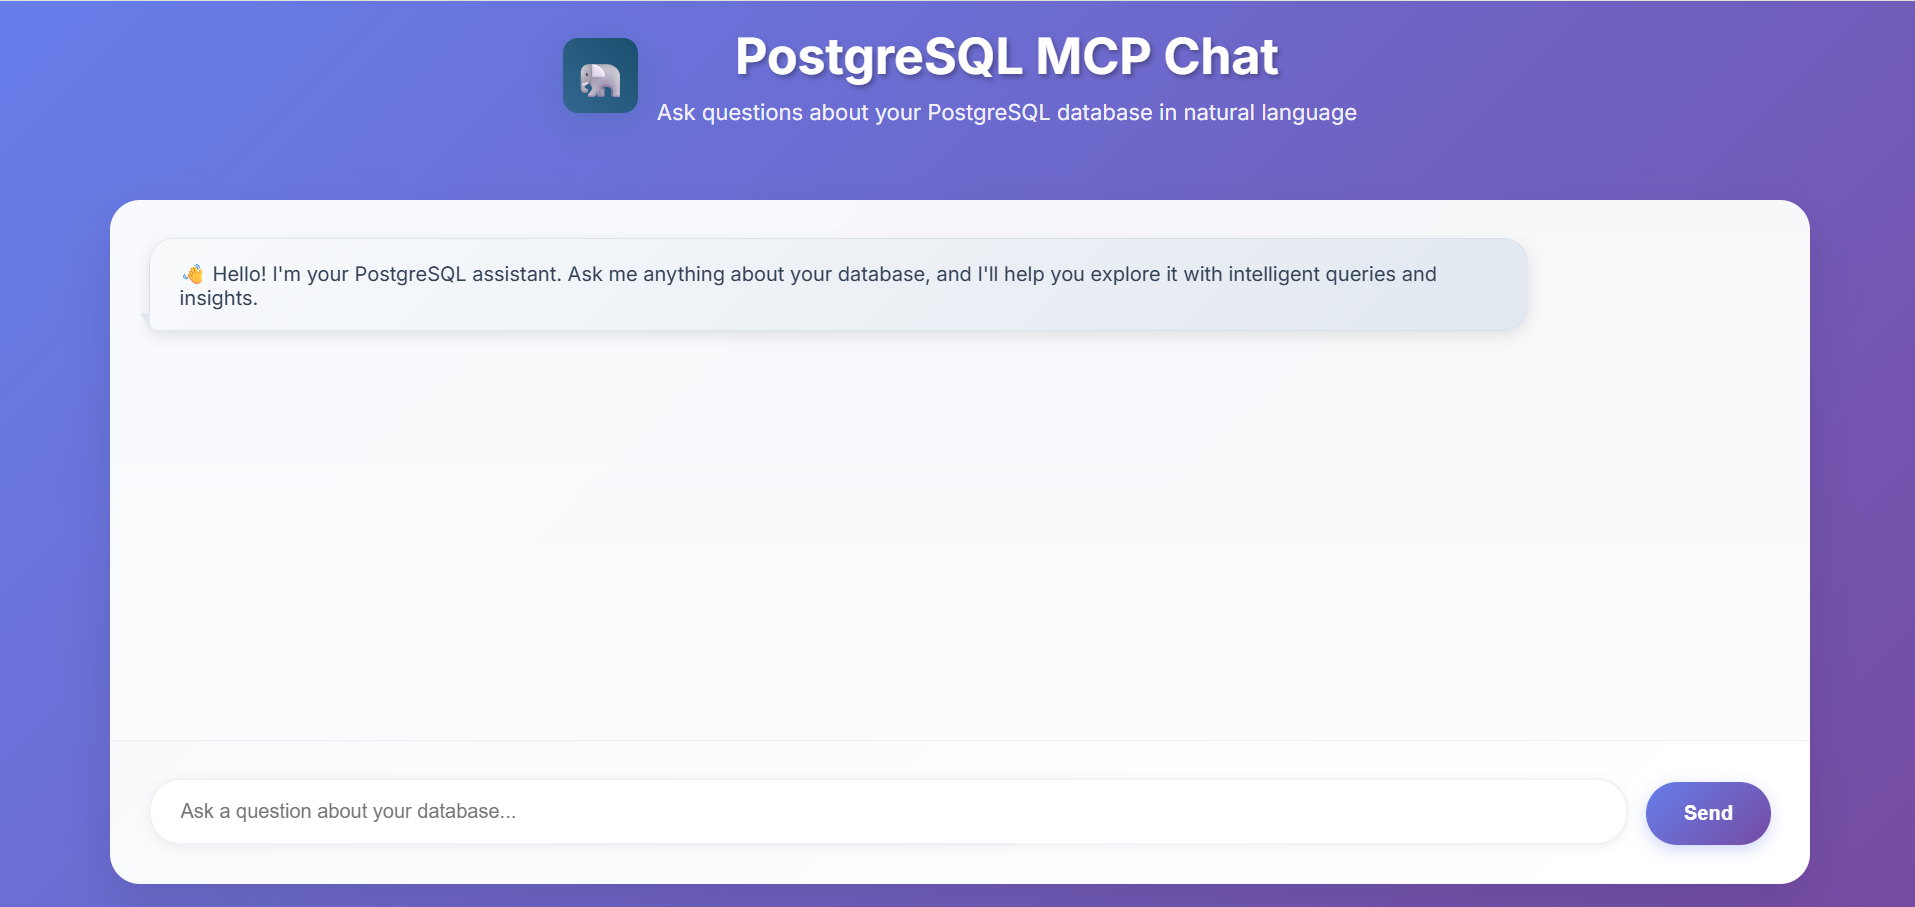 PostgreSQL MCP Chat
Ask questions about your PostgreSQL database in natural language
👋 Hello! I'm your PostgreSQL assistant. Ask me anything about your database, and I'll help you explore it with intelligent queries and
insights.
Ask a question about your database...
Send